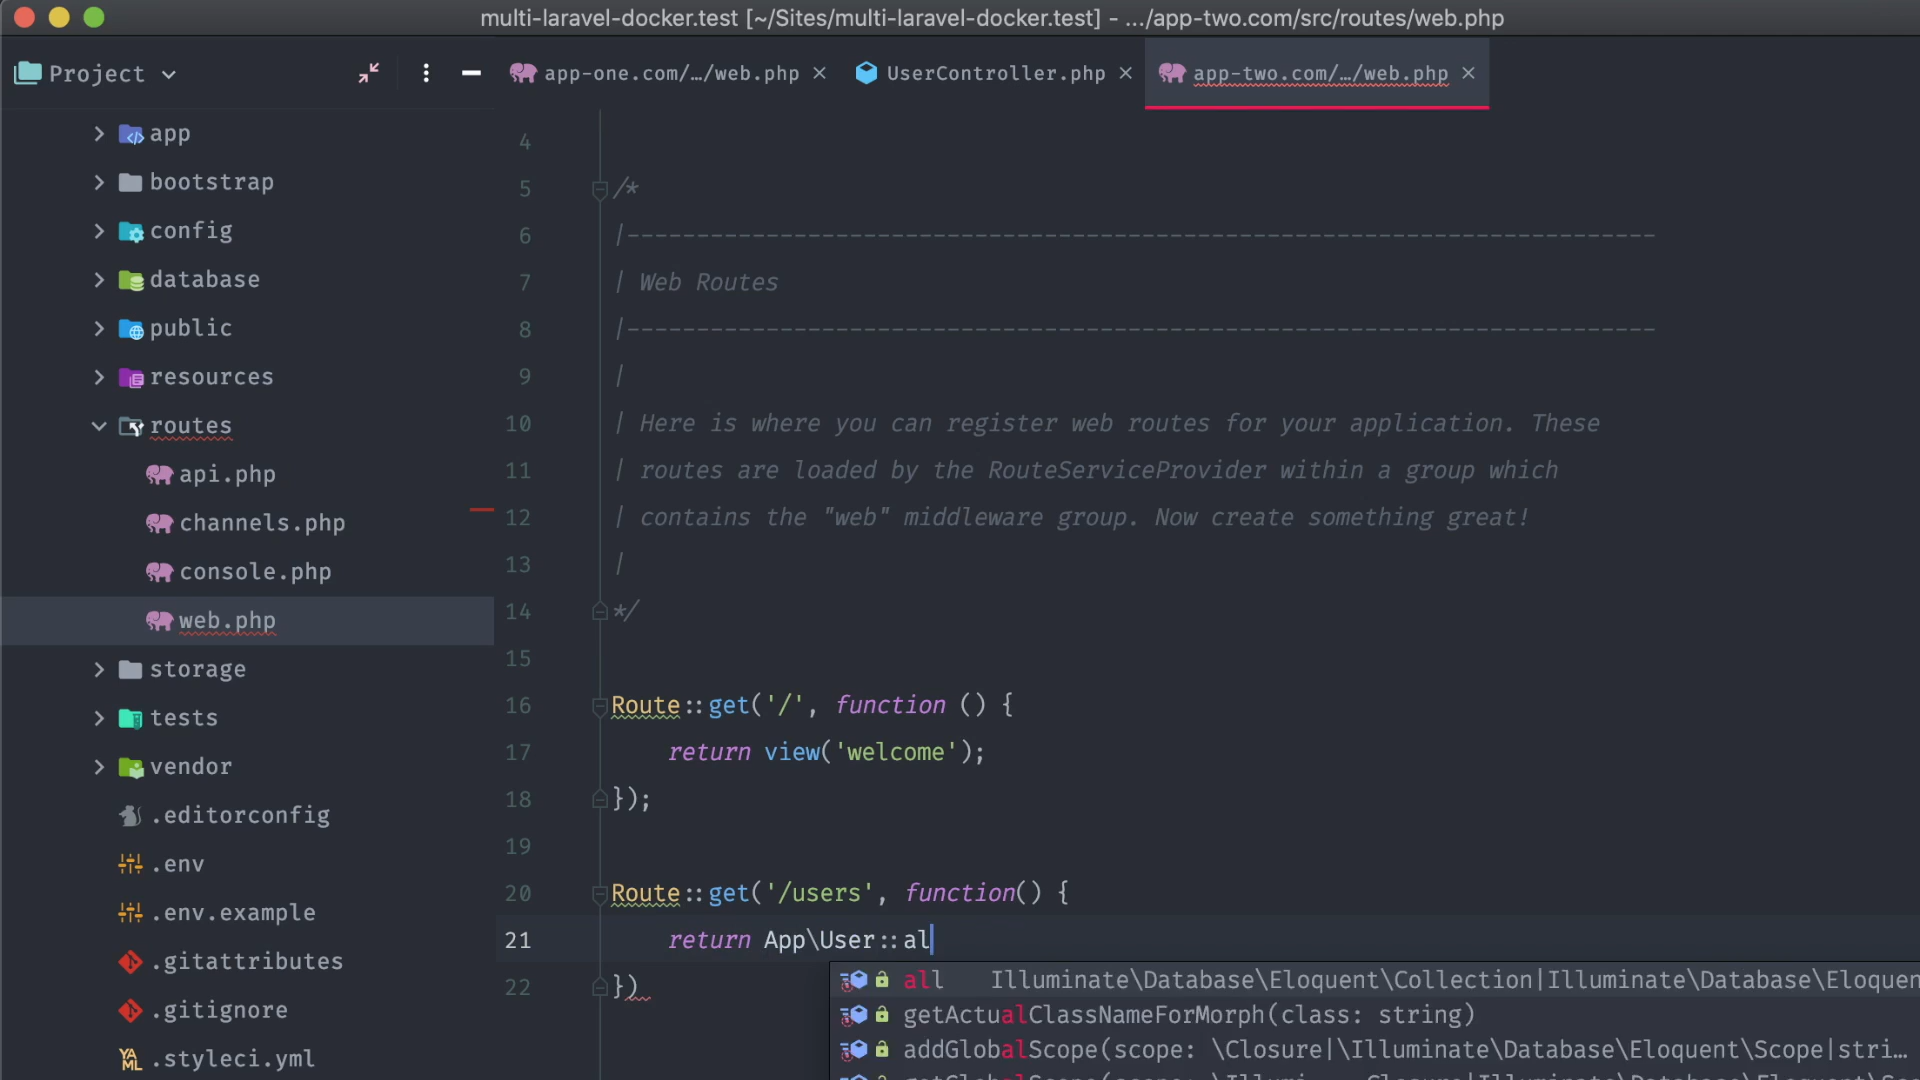 multi-laravel-docker.test [~/Sites/multi-laravel-docker.test] - .../app-two.com/src/routes/web.php
Project
app-one.com/…/web.php
UserController.php
app-two.com/…/web.php
app
bootstrap
config
database
public
resources
routes
api.php
channels.php
console.php
web.php
storage
tests
vendor
.editorconfig
.env
.env.example
.gitattributes
.gitignore
YAML .styleci.yml
4
5 /*
6 |--------------------------------------------------------------------------
7 | Web Routes
8 |--------------------------------------------------------------------------
9 |
10 | Here is where you can register web routes for your application. These
11 | routes are loaded by the RouteServiceProvider within a group which
12 | contains the "web" middleware group. Now create something great!
13 |
14 */
15
16 Route::get('/', function () {
17 return view('welcome');
18 });
19
20 Route::get('/users', function() {
21 return App\User::al
22 })
all Illuminate\Database\Eloquent\Collection|Illuminate\Database\Eloquen
getActualClassNameForMorph(class: string)
addGlobalScope(scope: \Closure|\Illuminate\Database\Eloquent\Scope|stri…